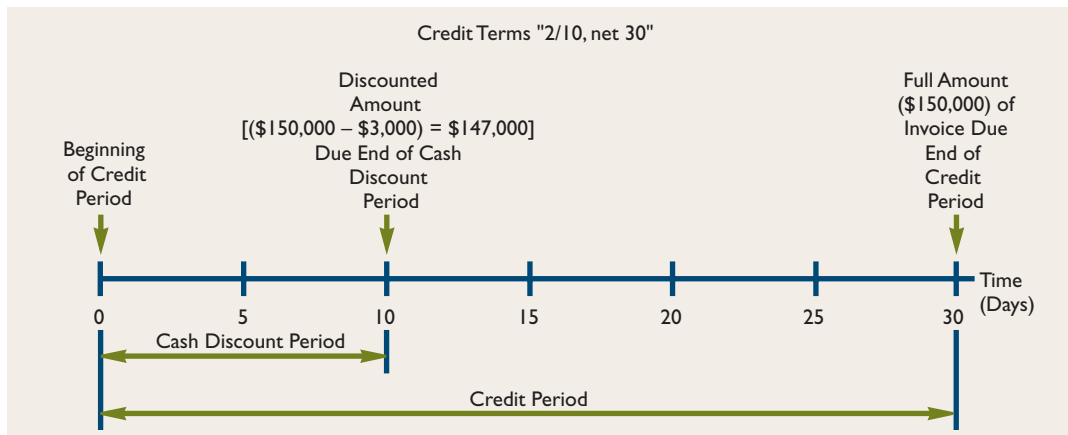 Credit Terms "2/10, net 30"
Beginning
of Credit
Period
Discounted
Amount
[($150,000 – $3,000) = $147,000]
Due End of Cash
Discount
Period
Full Amount
($150,000) of
Invoice Due
End of
Credit
Period
0 5 10 15 20 25 30
Time
(Days)
Cash Discount Period
Credit Period